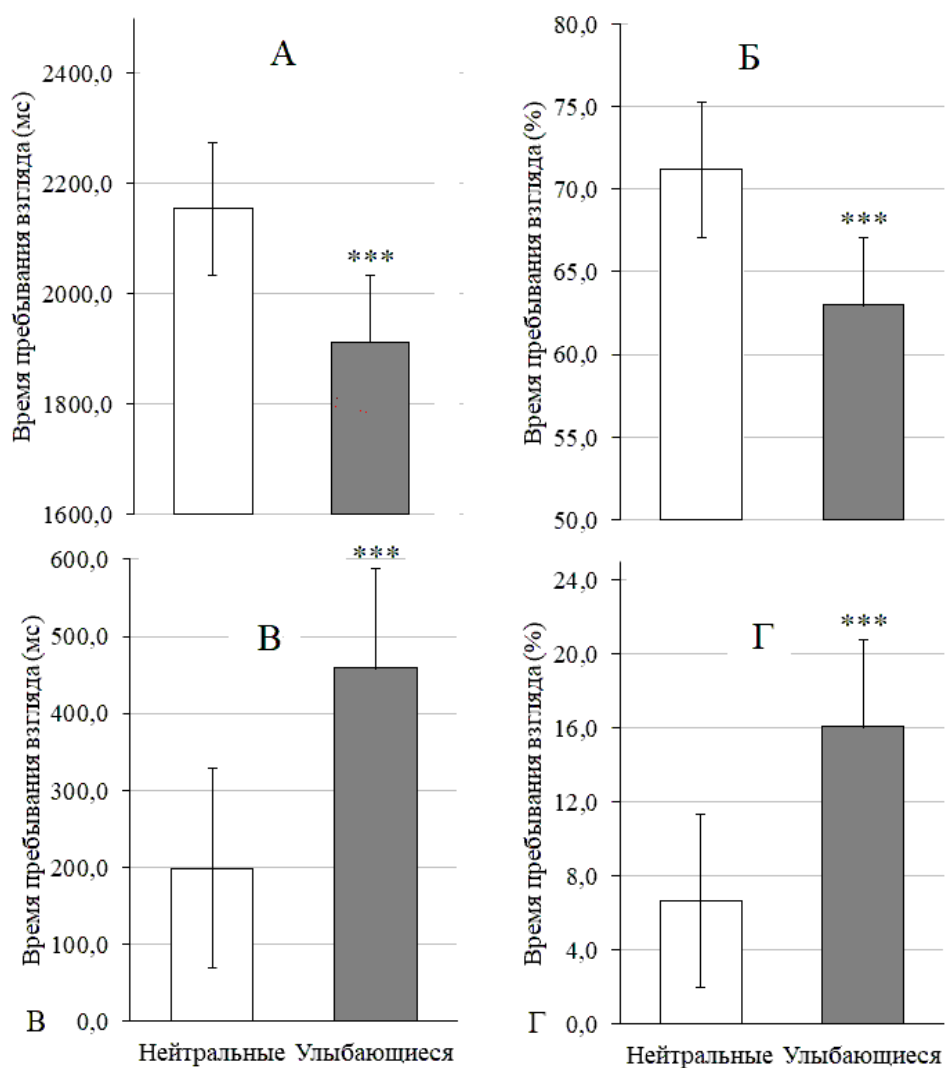 А
Время пребывания взгляда (мс)
2400,0
2200,0
2000,0
1800,0
1600,0
***
Б
Время пребывания взгляда (%)
80,0
75,0
70,0
65,0
60,0
55,0
50,0
***
В
Время пребывания взгляда (мс)
600,0
500,0
400,0
300,0
200,0
100,0
0,0
***
В
Нейтральные Улыбающиеся
Г
Время пребывания взгляда (%)
24,0
20,0
16,0
12,0
8,0
4,0
0,0
***
Г
Нейтральные Улыбающиеся